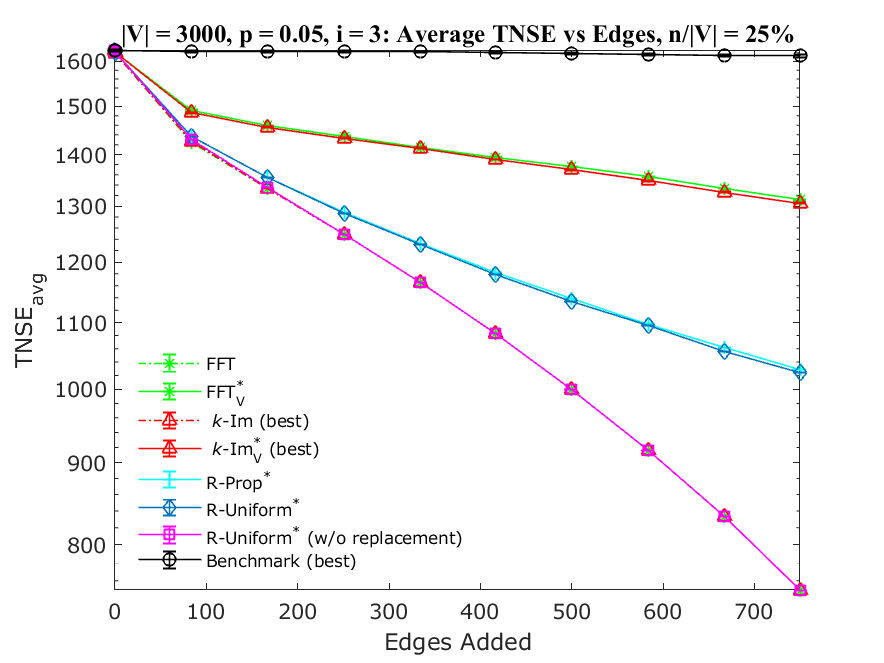 |V| = 3000, p = 0.05, i = 3: Average TNSE vs Edges, n/|V| = 25%
1600
1500
1400
1300
1200
1100
1000
900
800
TNSE_avg
FFT
FFT*_V
k-Im (best)
k-Im*_V (best)
R-Prop*
R-Uniform*
R-Uniform* (w/o replacement)
Benchmark (best)
0 100 200 300 400 500 600 700
Edges Added